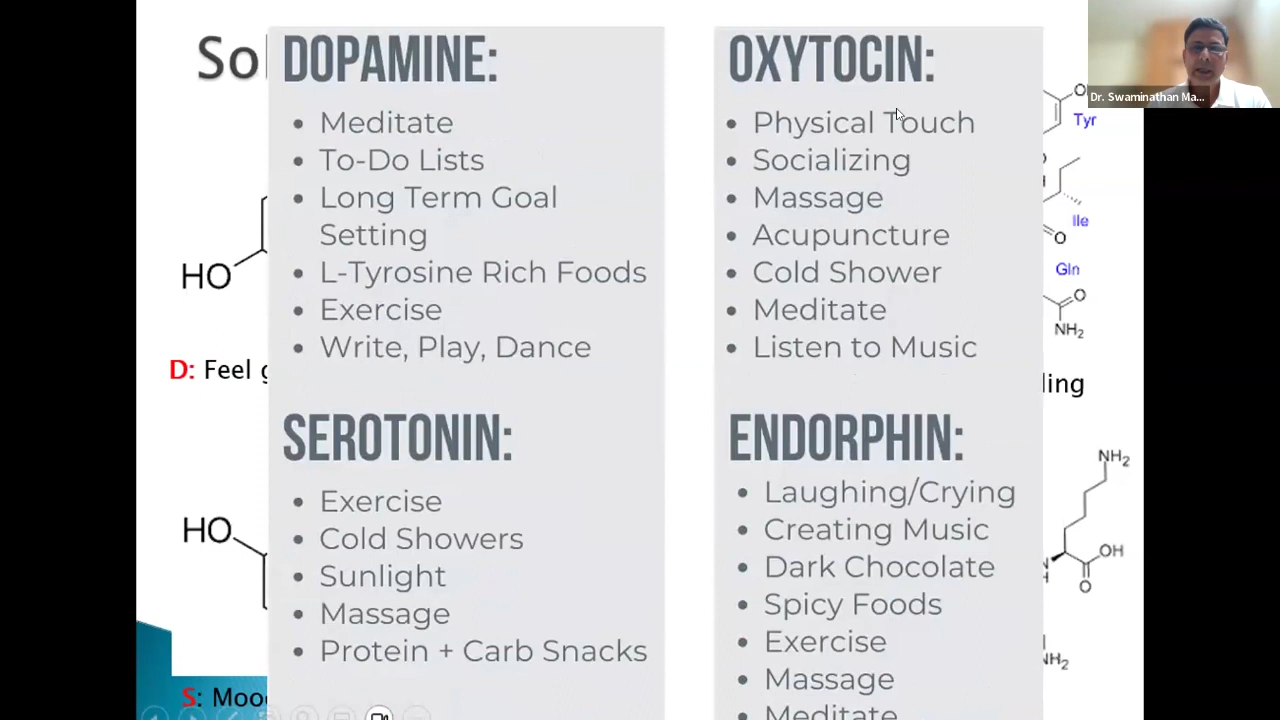 So
DOPAMINE:
• Meditate
• To-Do Lists
• Long Term Goal
Setting
• L-Tyrosine Rich Foods
• Exercise
• Write, Play, Dance
OXYTOCIN:
• Physical Touch
• Socializing
• Massage
• Acupuncture
• Cold Shower
• Meditate
• Listen to Music
Dr. Swaminathan Ma...
O
Tyr
Ile
O
Gln
O
NH2
HO
D: Feel g
ling
SEROTONIN:
• Exercise
• Cold Showers
• Sunlight
• Massage
• Protein + Carb Snacks
ENDORPHIN:
• Laughing/Crying
• Creating Music
• Dark Chocolate
• Spicy Foods
• Exercise
• Massage
• Meditate
HO
NH2
OH
O
N
H
NH2
S: Mood